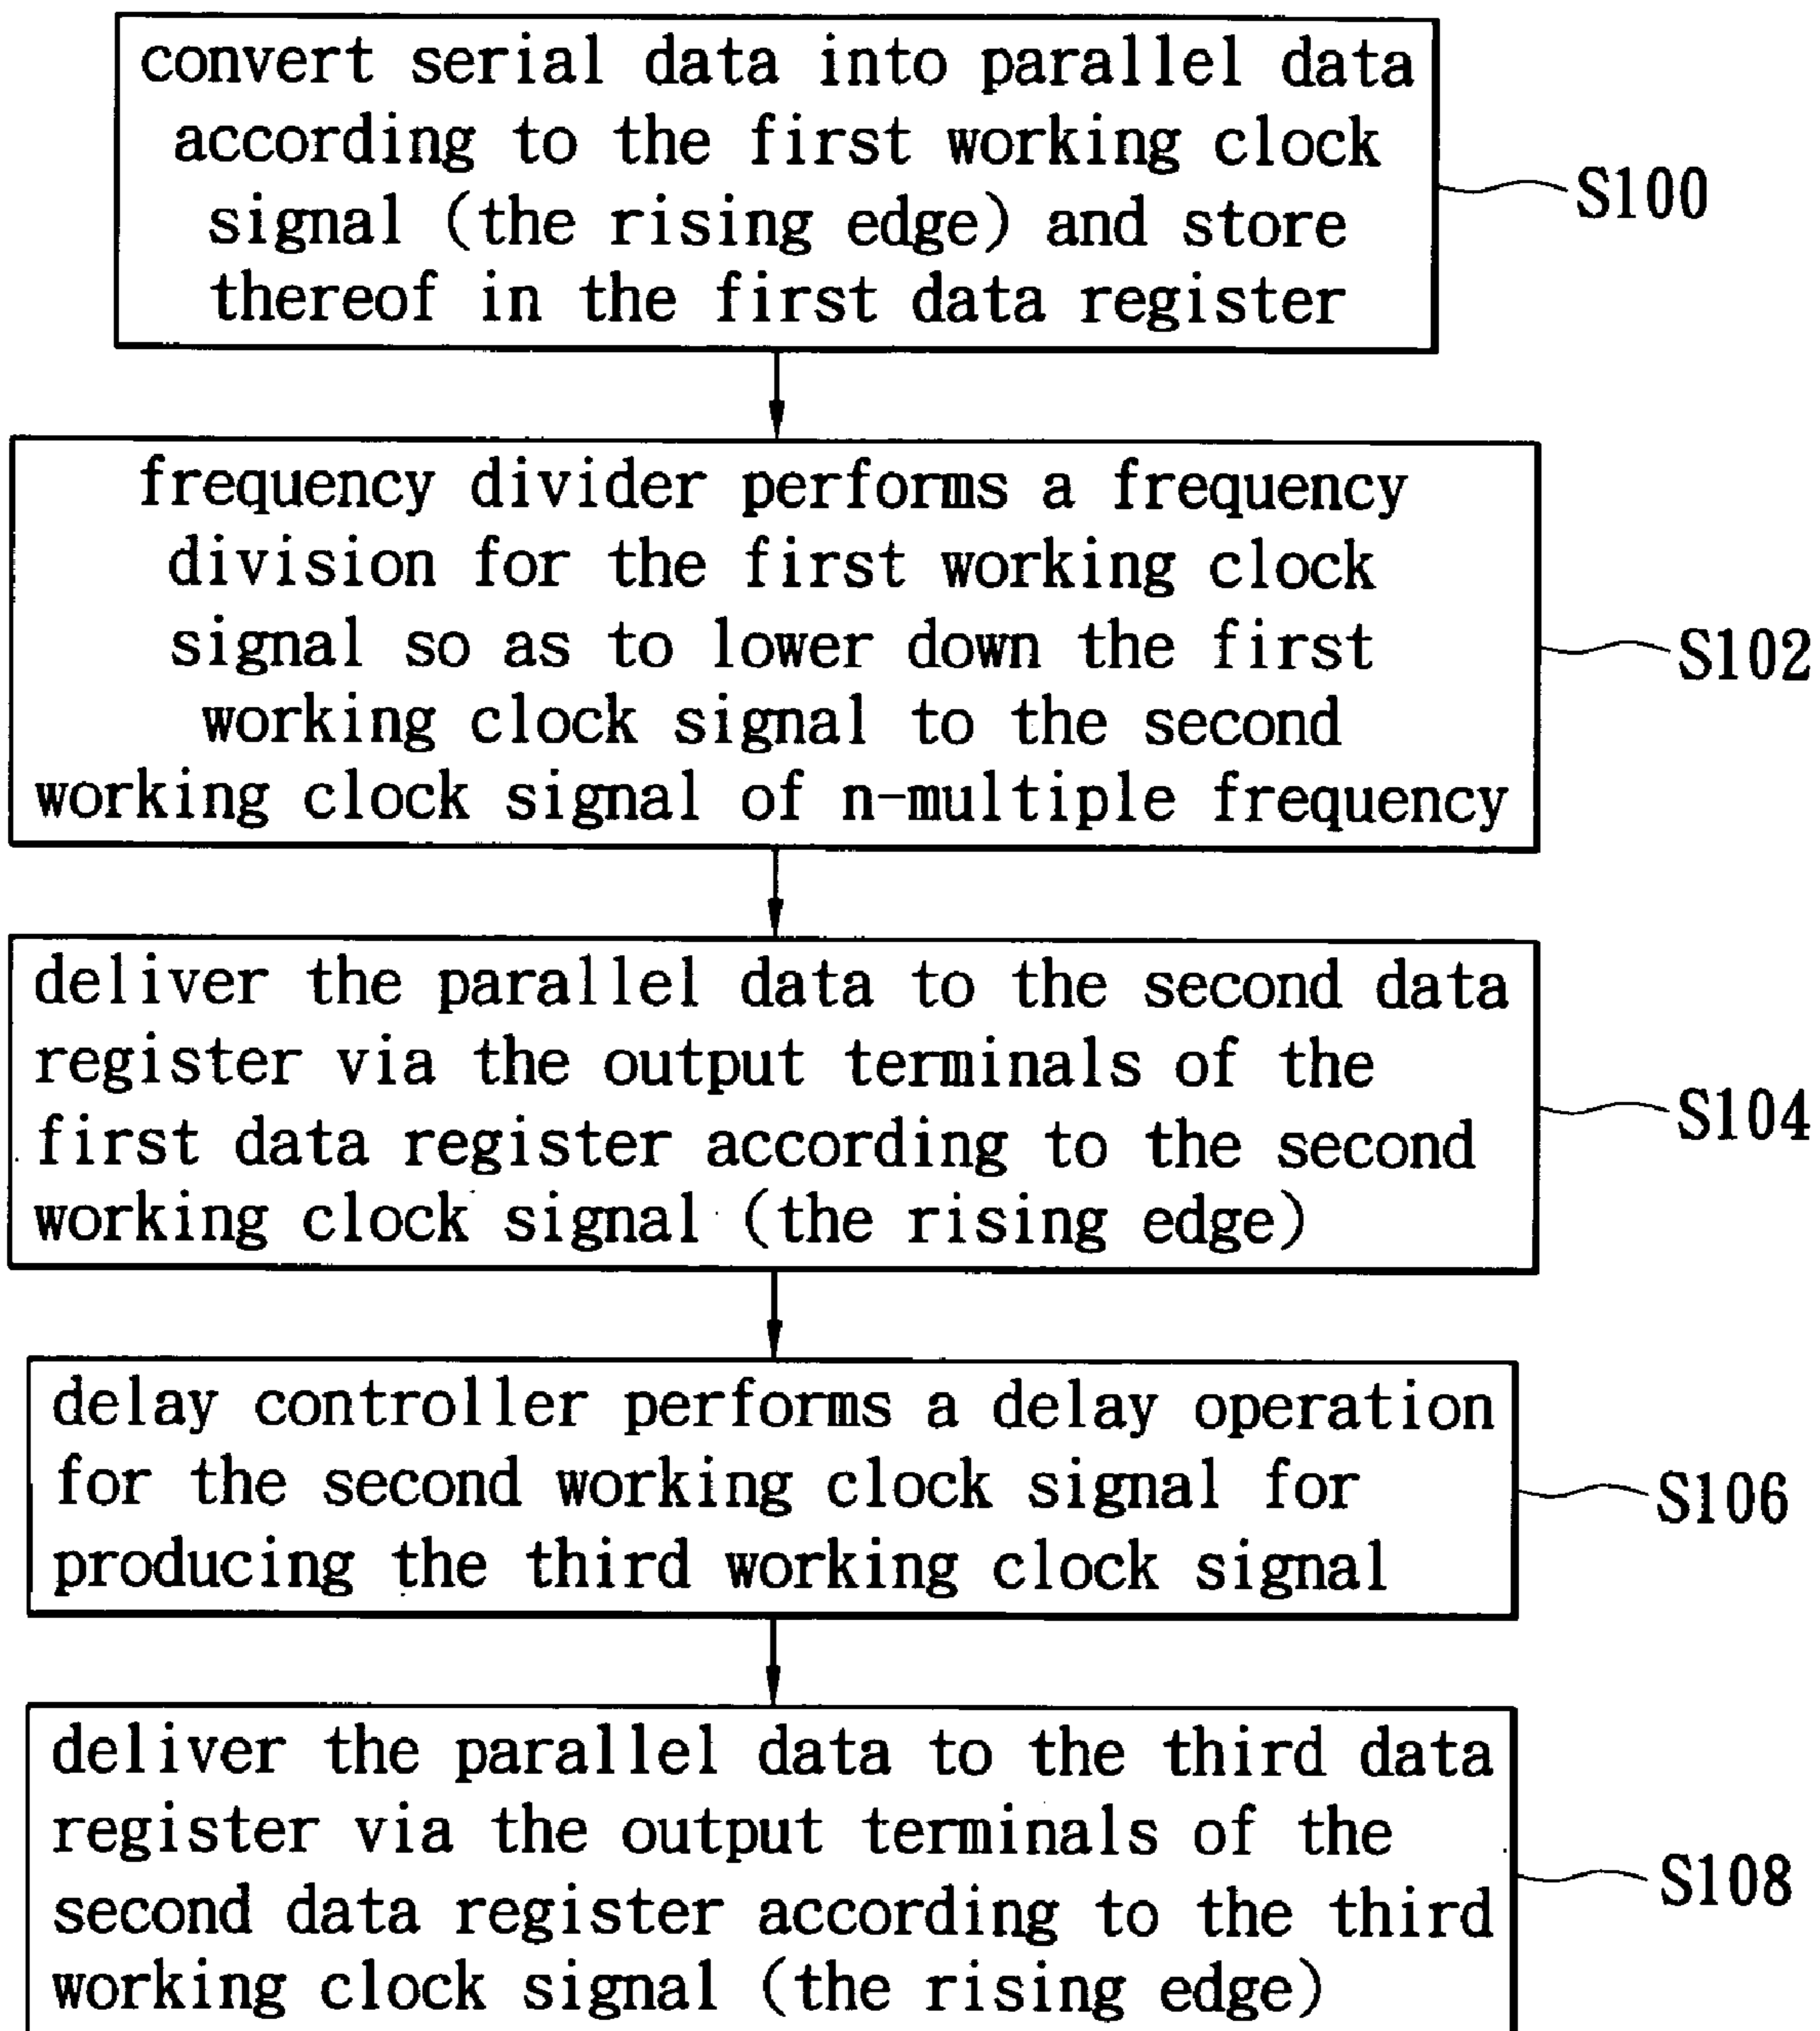 convert serial data into parallel data
according to the first working clock
signal (the rising edge) and store
thereof in the first data register
S100
frequency divider performs a frequency
division for the first working clock
signal so as to lower down the first
working clock signal to the second
working clock signal of n-multiple frequency
S102
deliver the parallel data to the second data
register via the output terminals of the
first data register according to the second
working clock signal (the rising edge)
S104
delay controller performs a delay operation
for the second working clock signal for
producing the third working clock signal
S106
deliver the parallel data to the third data
register via the output terminals of the
second data register according to the third
working clock signal (the rising edge)
S108